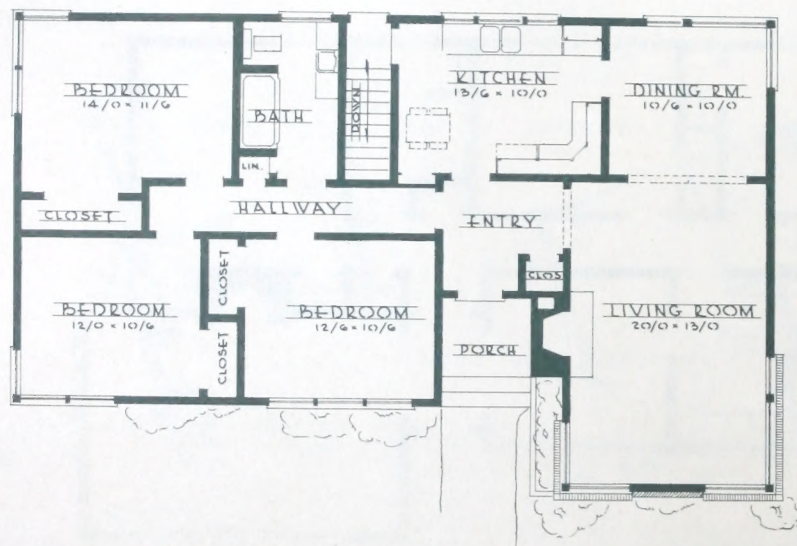 BEDROOM
14/0 × 11/6
BATH
DOWN
KITCHEN
13/6 × 10/0
DINING RM.
10/6 × 10/0
LIN.
CLOSET
HALLWAY
ENTRY
CLOSET
CLOS.
BEDROOM
12/0 × 10/6
BEDROOM
12/6 × 10/6
LIVING ROOM
20/0 × 13/0
CLOSET
PORCH